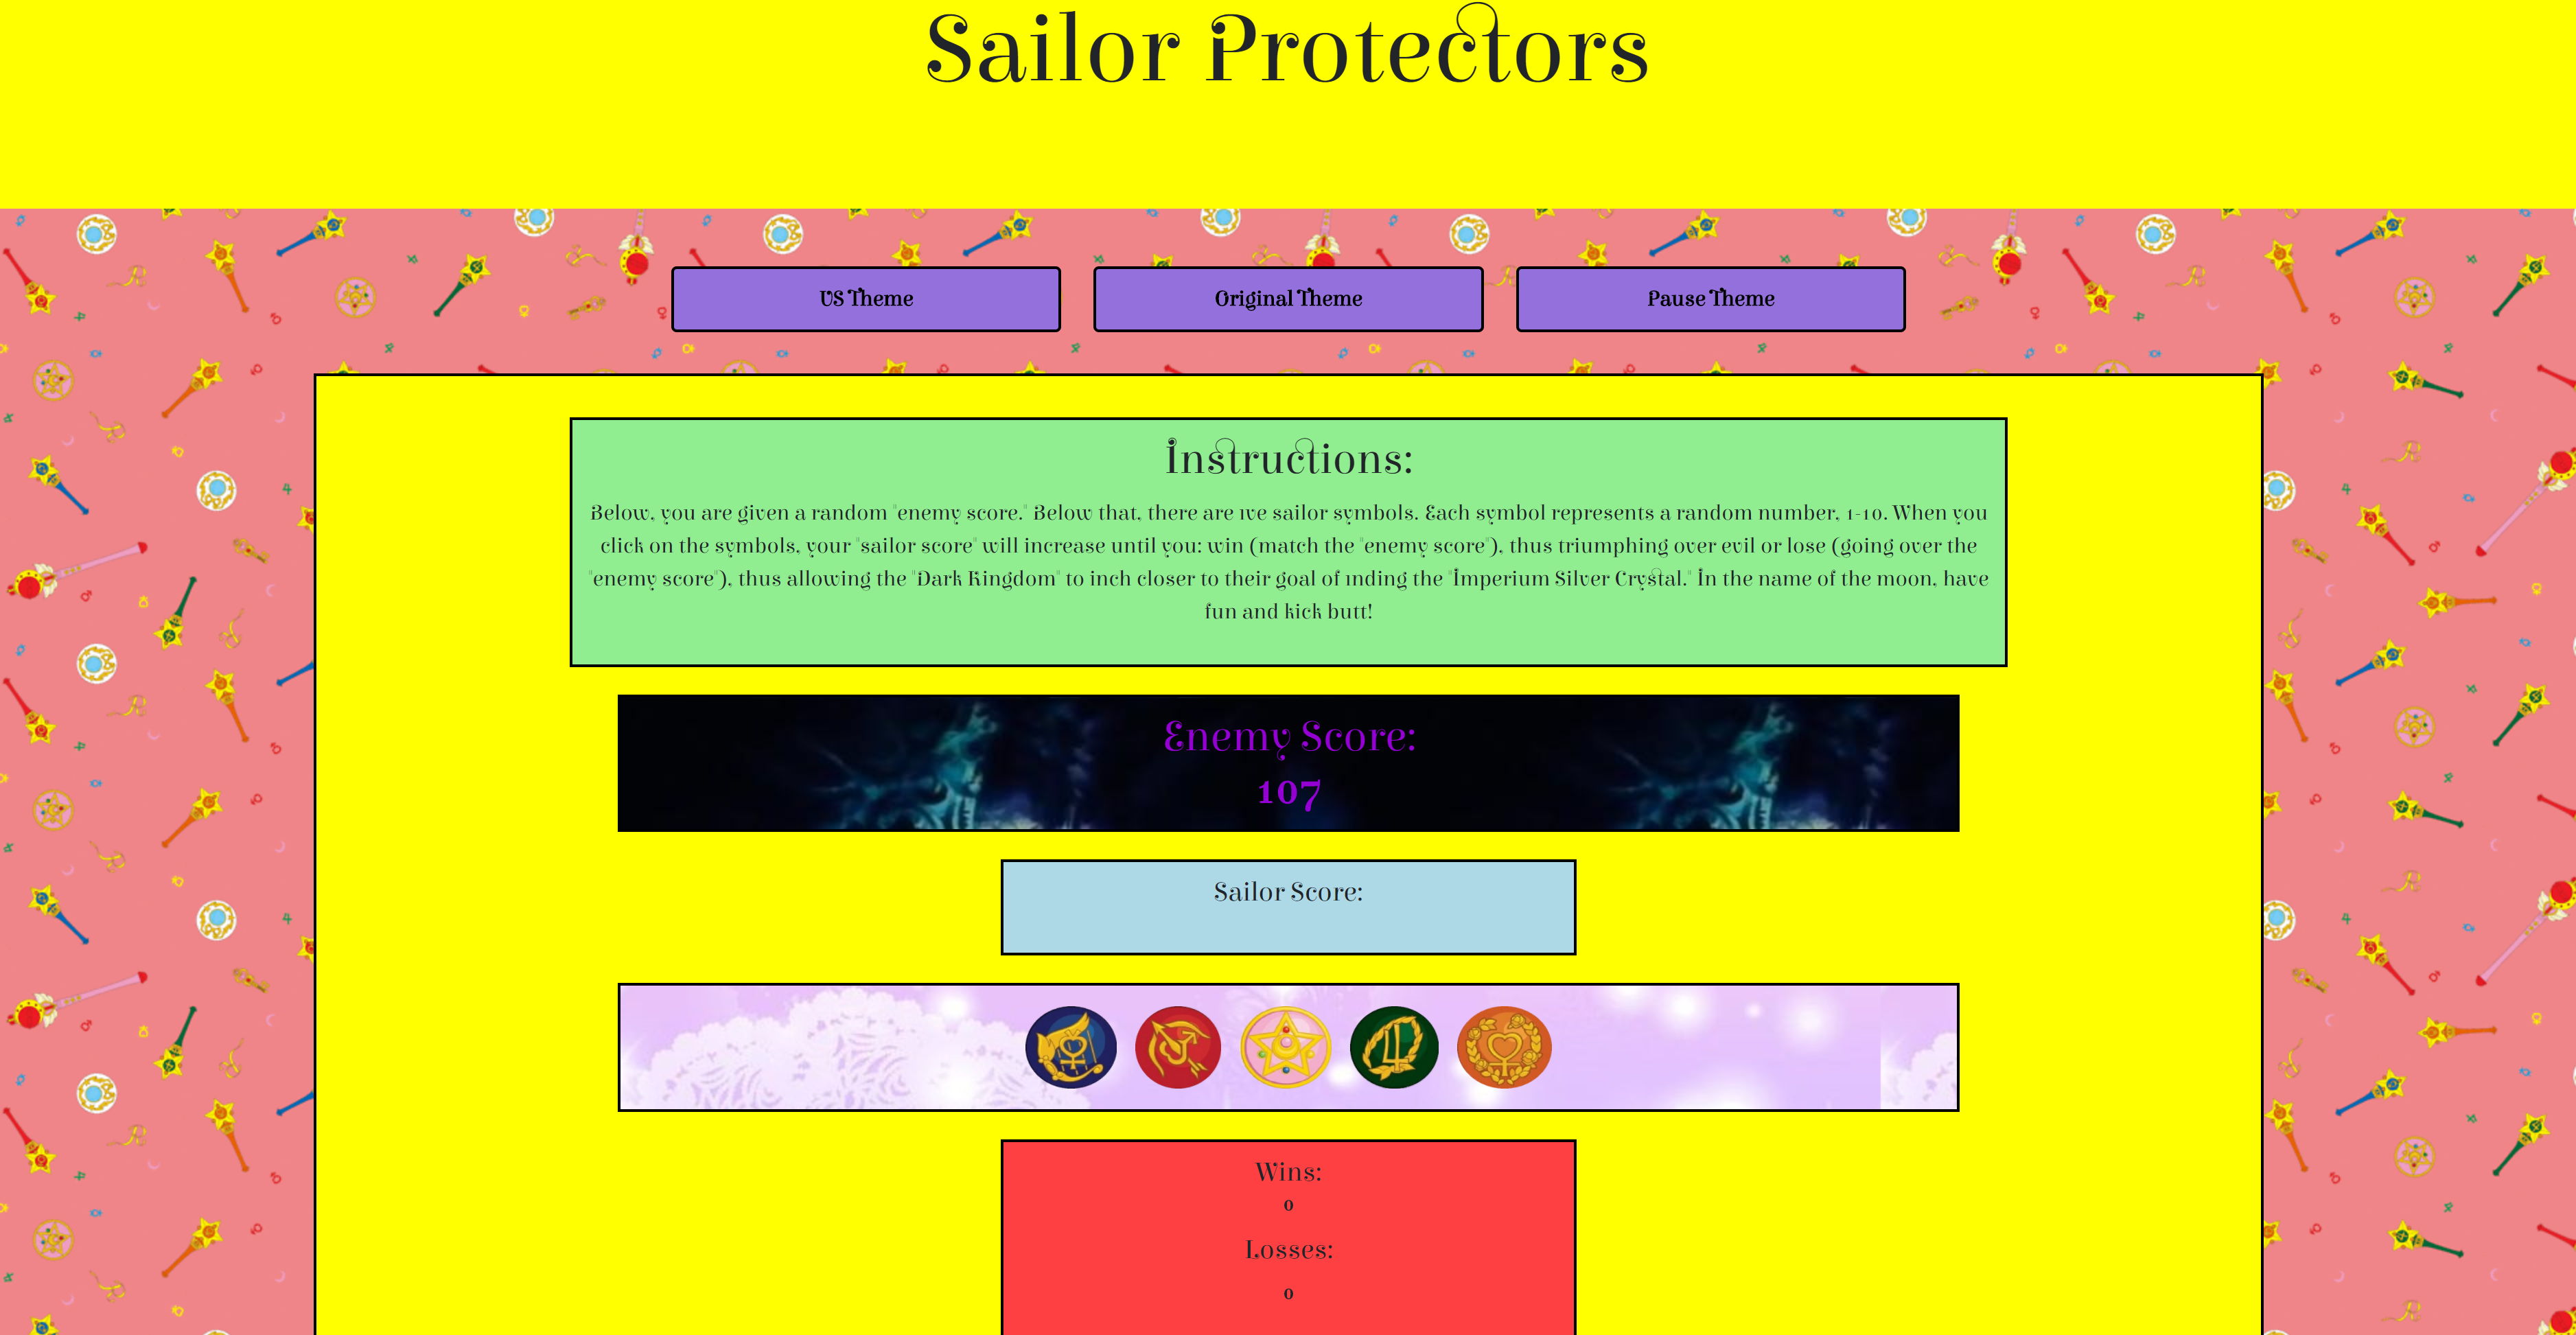 Sailor Protectors
US Theme
Original Theme
Pause Theme
Instructions:
Below, you are given a random "enemy score." Below that, there are ıve sailor symbols. Each symbol represents a random number, 1-10. When you
click on the symbols, your "sailor score" will increase until you: win (match the "enemy score"), thus triumphing over evil or lose (going over the
"enemy score"), thus allowing the "Dark Kingdom" to inch closer to their goal of ınding the "Imperium Silver Crystal." In the name of the moon, have
fun and kick butt!
Enemy Score:
107
Sailor Score:
Wins:
0
Losses:
0